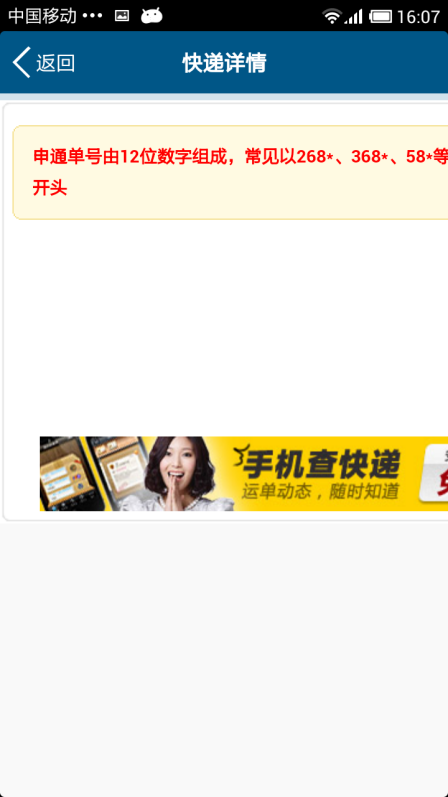 中国移动 ••• 16:07
返回 快递详情
申通单号由12位数字组成，常见以268*、368*、58*等
开头
手机查快递
运单动态，随时知道